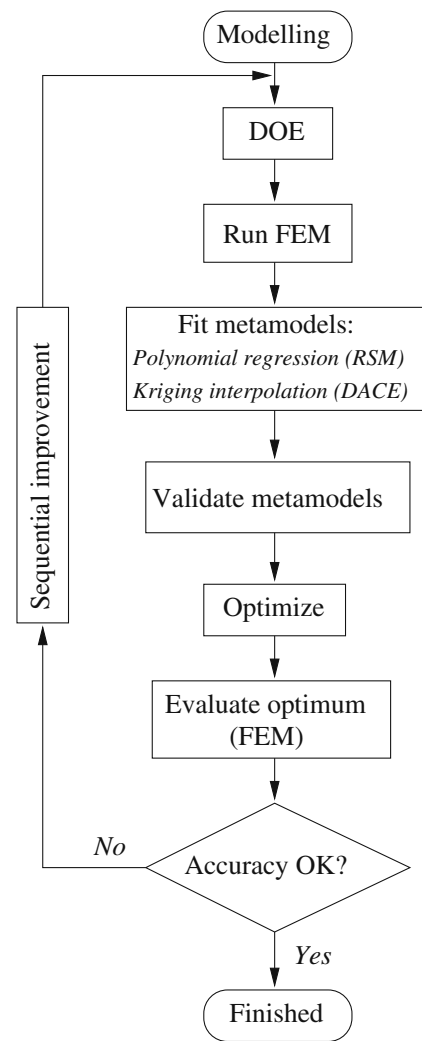 Modelling
DOE
Run FEM
Fit metamodels:
Polynomial regression (RSM)
Kriging interpolation (DACE)
Validate metamodels
Optimize
Evaluate optimum
(FEM)
Accuracy OK?
No
Sequential improvement
Yes
Finished